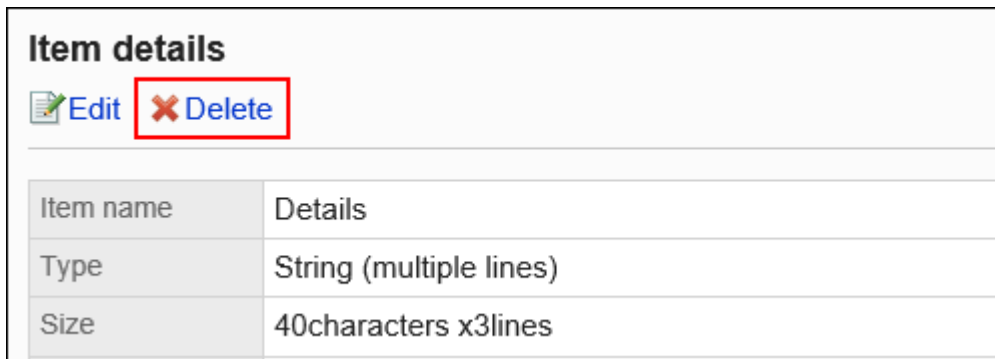 Item details
Edit Delete
Item name Details
Type String (multiple lines)
Size 40characters x3lines